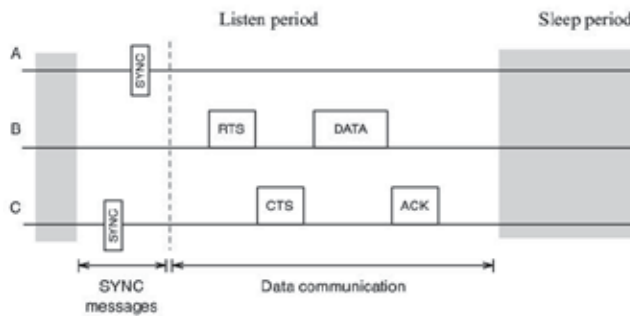 Listen period Sleep period
A
SYNC
B
RTS DATA
C
SYNC
CTS ACK
SYNC
messages
Data communication